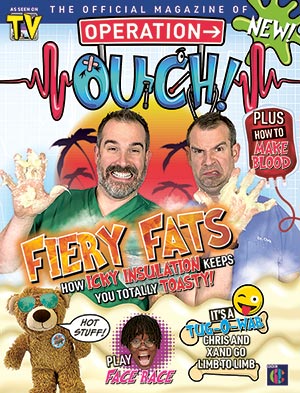 AS SEEN ON
TV
THE OFFICIAL MAGAZINE OF
OPERATION
OUCH!
NEW!
PLUS
HOW TO
MAKE
BLOOD
FIERY FATS
HOW ICKY INSULATION KEEPS
YOU TOTALLY TOASTY!
HOT
STUFF!
PLAY
FACE RACE
IT'S A
TUG-O-WAR
CHRIS AND
XAND GO
LIMB TO LIMB